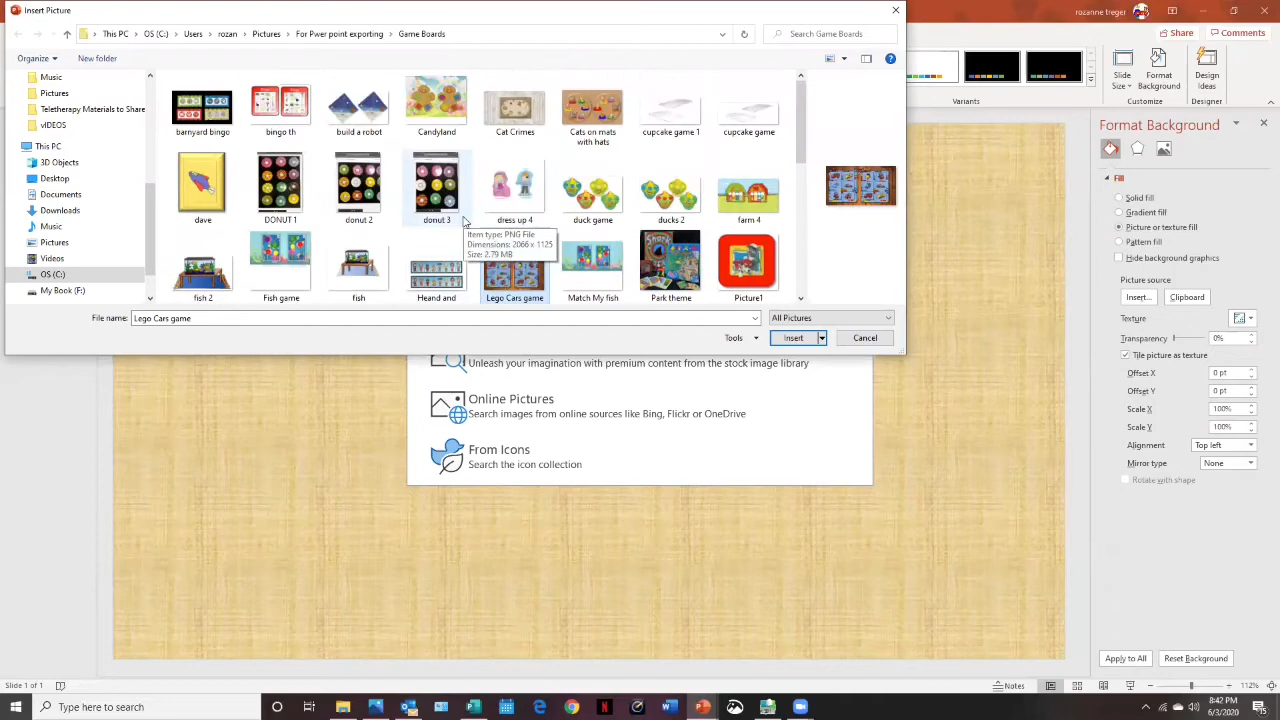 Insert Picture
rozanne trieger
This PC > OS (C:) > Users > rozan > Pictures > For Pwer point exporting > Game Boards
Search Game Boards
Share
Comments
Organize
New folder
Slide Size
Format Background
Design Ideas
Variants
Customize
Designer
Music
Pictures
Teletherapy Materials to Share
vIDEOS
This PC
3D Objects
Desktop
Documents
Downloads
Music
Pictures
Videos
OS (C:)
My Book (F:)
barnyard bingo
bingo th
build a robot
Candyland
Cat Crimes
Cats on mats with hats
cupcake game 1
cupcake game
dave
DONUT 1
donut 2
donut 3
dress up 4
duck game
ducks 2
farm 4
Item type: PNG File
Dimensions: 2066 x 1125
Size: 2.79 MB
fish 2
Fish game
fish
Heand and
Lego Cars game
Match My fish
Park theme
Picture1
File name:
Lego Cars game
All Pictures
Tools
Insert
Cancel
Unleash your imagination with premium content from the stock image library
Online Pictures
Search images from online sources like Bing, Flickr or OneDrive
From Icons
Search the icon collection
Format Background
Fill
Solid fill
Gradient fill
Picture or texture fill
Pattern fill
Hide background graphics
Picture source
Insert...
Clipboard
Texture
Transparency
0%
Tile picture as texture
Offset X
0 pt
Offset Y
0 pt
Scale X
100%
Scale Y
100%
Alignment
Top left
Mirror type
None
Rotate with shape
Apply to All
Reset Background
Slide 1 of 1
Notes
112%
Type here to search
8:42 PM
6/3/2020